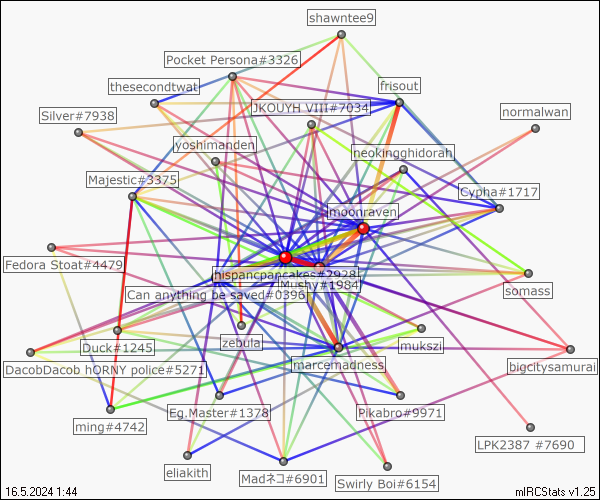 shawntee9
Pocket Persona#3326
thesecondtwat
frisout
JKOUYH VIII#7034
Silver#7938
normalwan
yoshimanden
neokingghidorah
Majestic#3375
Cypha#1717
moonraven
Fedora Stoat#4479
hispancpancakes#2928
Mushy#1984
somass
Can anything be saved#0396
zebula
mukszi
Duck#1245
marcemadness
DacobDacob hORNY police#5271
bigcitysamurai
ming#4742
Eg.Master#1378
Pikabro#9971
LPK2387 #7690
eliakith
Madネコ#6901
Swirly Boi#6154
16.5.2024 1:44
mIRCStats v1.25